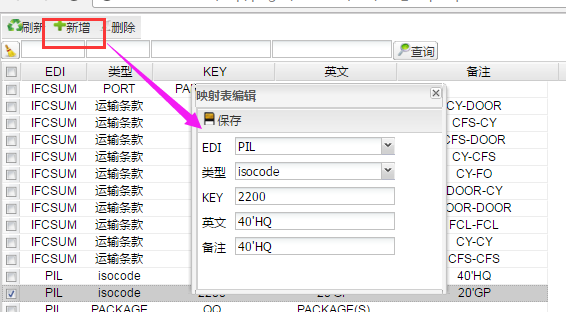 刷新 新增 删除
查询
EDI 类型 KEY 英文 备注
IFCSUM PORT
IFCSUM 运输条款 CY-DOOR
IFCSUM 运输条款 CFS-CY
IFCSUM 运输条款 CFS-DOOR
IFCSUM 运输条款 CY-CFS
IFCSUM 运输条款 CY-FO
IFCSUM 运输条款 DOOR-CY
IFCSUM 运输条款 DOOR-DOOR
IFCSUM 运输条款 FCL-FCL
IFCSUM 运输条款 CY-CY
IFCSUM 运输条款 CFS-CFS
PIL isocode 40'HQ
PIL isocode 2200 20'GP 20'GP
PIL PACKAGE QQ PACKAGE(S)
映射表编辑
保存
EDI PIL
类型 isocode
KEY 2200
英文 40'HQ
备注 40'HQ